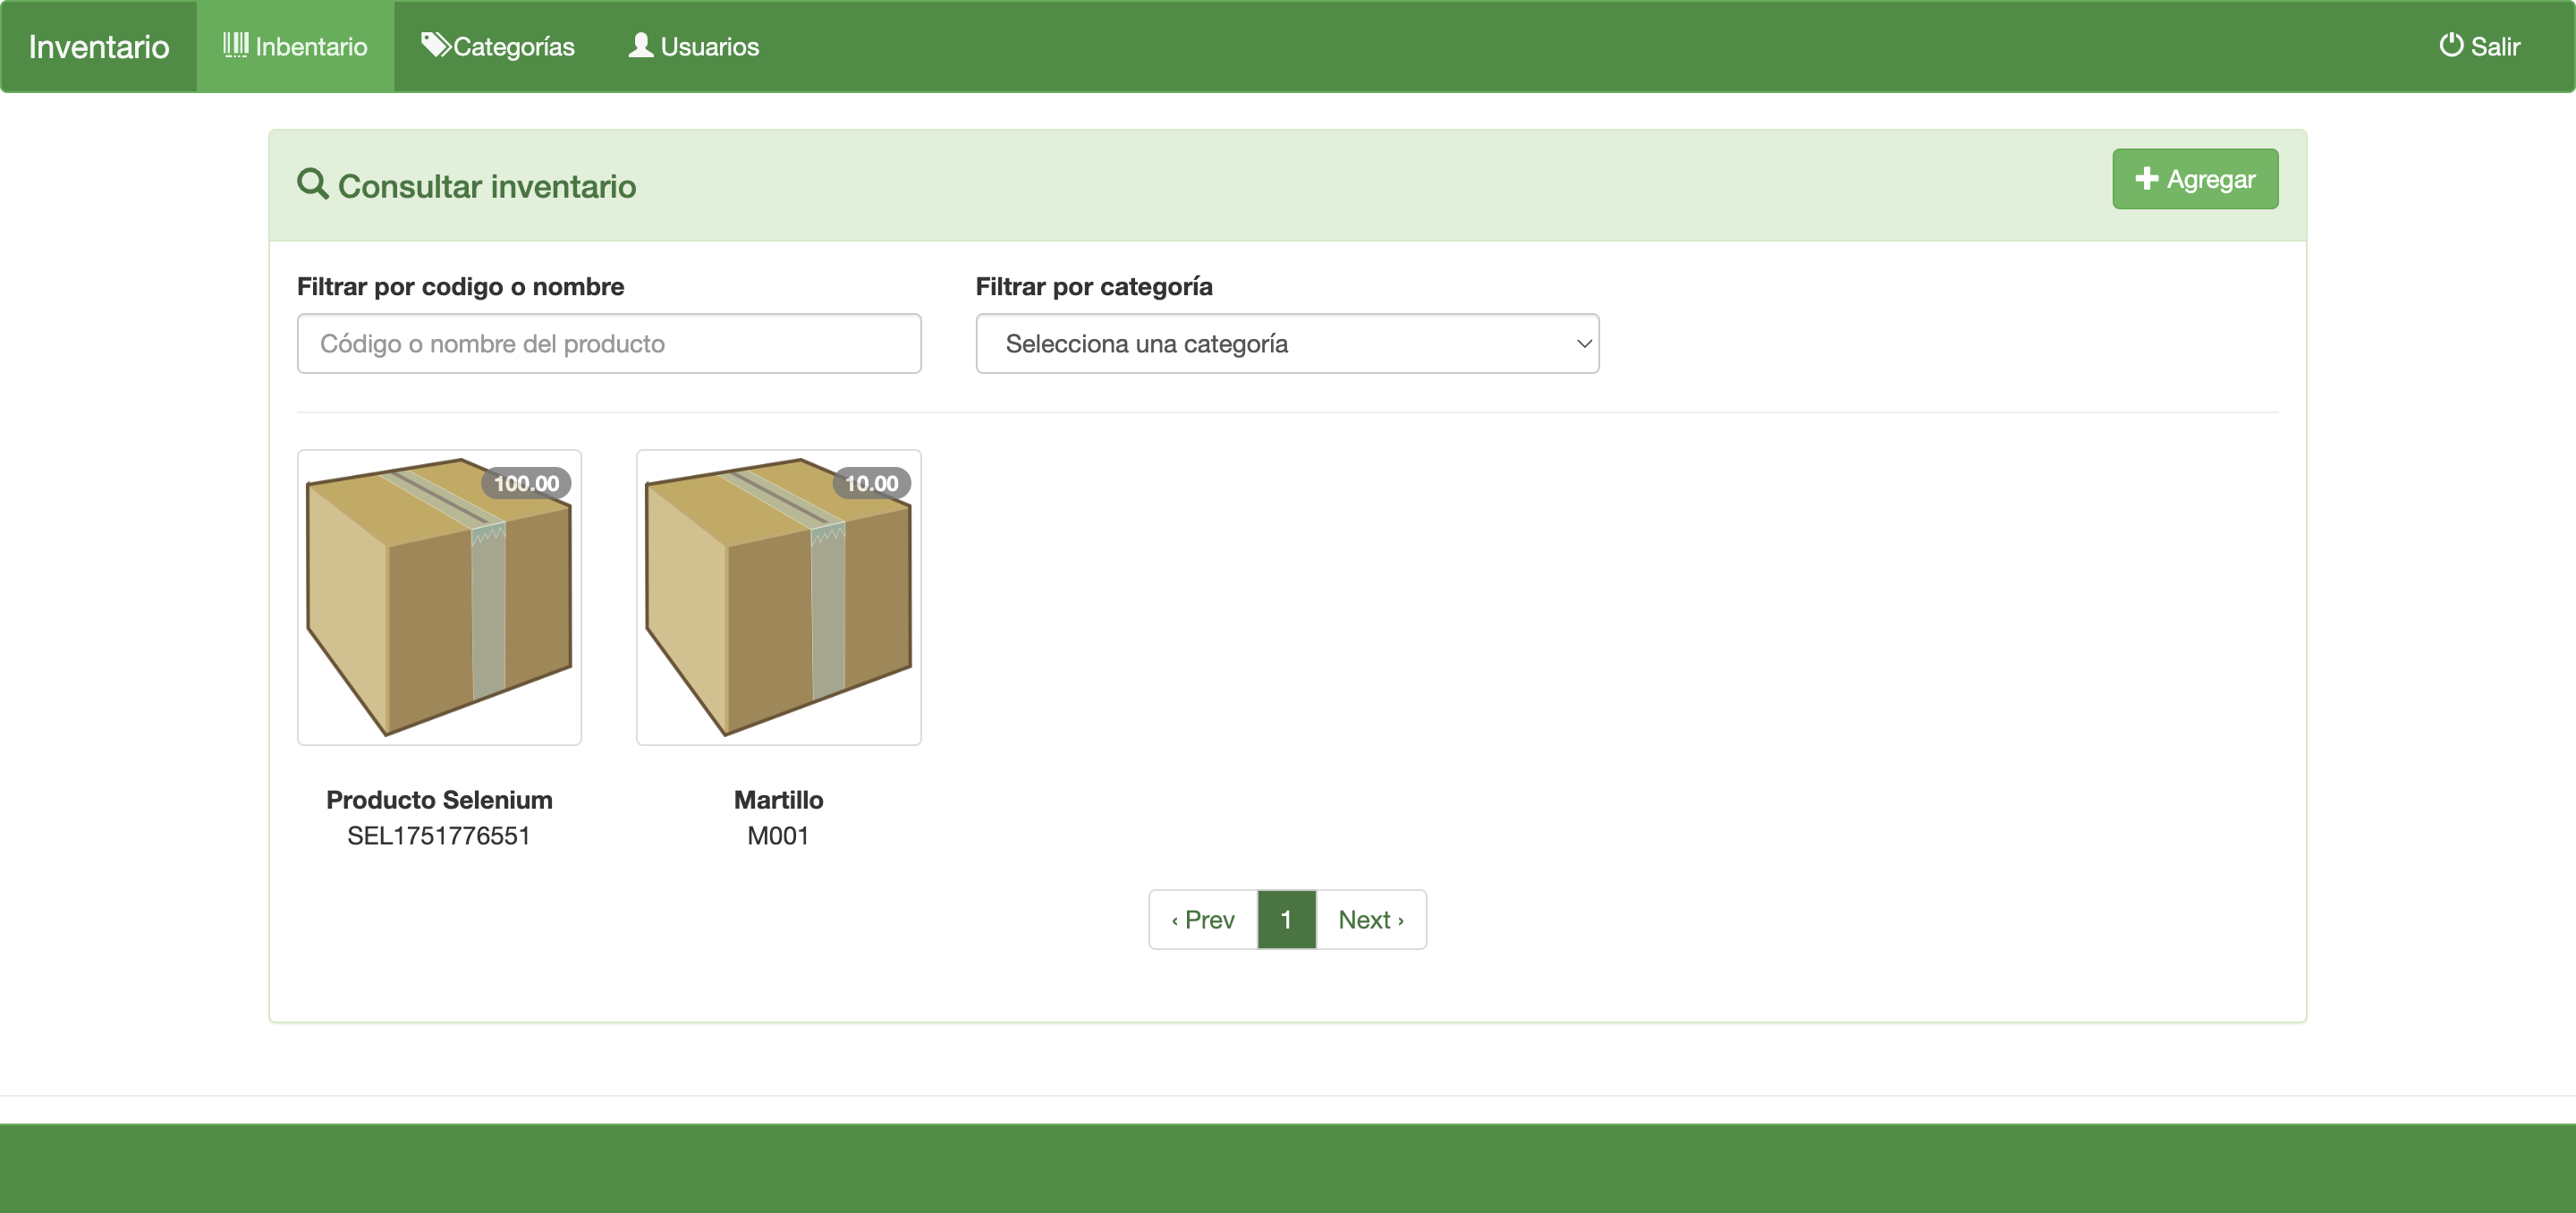 Inventario Inbentario Categorías Usuarios Salir
Consultar inventario Agregar
Filtrar por codigo o nombre Filtrar por categoría
Código o nombre del producto Selecciona una categoría
100.00 10.00
Producto Selenium Martillo
SEL1751776551 M001
‹ Prev 1 Next ›